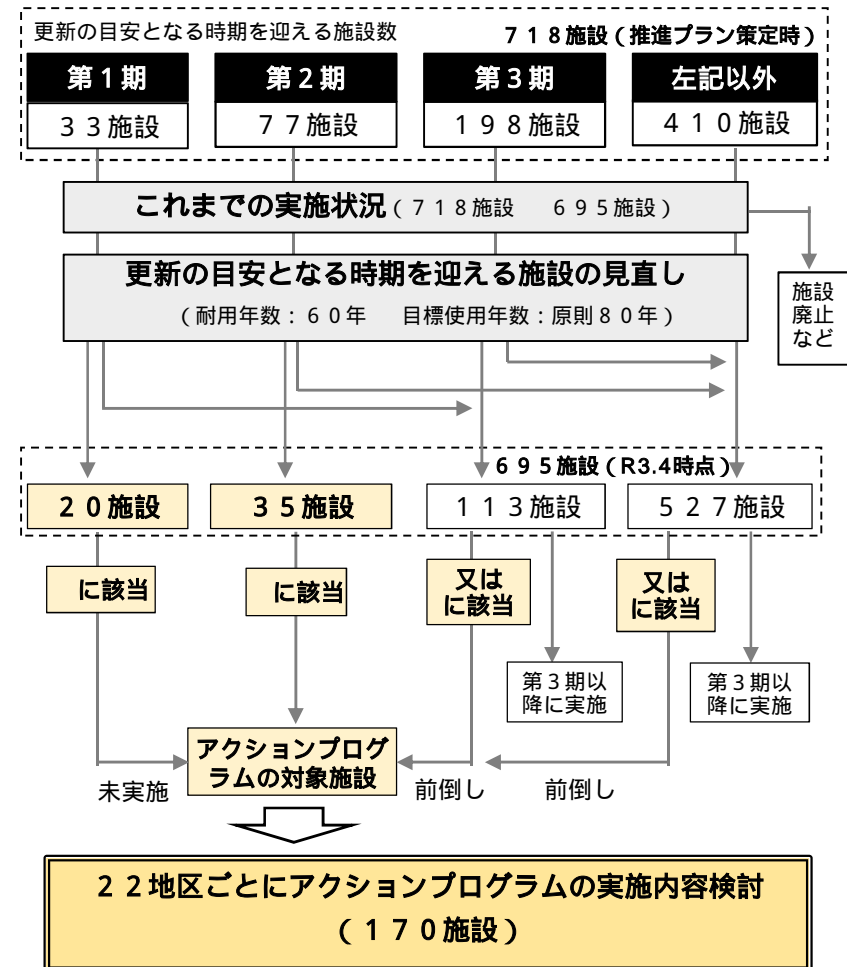 更新の目安となる時期を迎える施設数
７１８施設（推進プラン策定時）
第１期
第２期
第３期
左記以外
３３施設
７７施設
１９８施設
４１０施設
これまでの実施状況（７１８施設　６９５施設）
更新の目安となる時期を迎える施設の見直し
（耐用年数：６０年　目標使用年数：原則８０年）
施設
廃止
など
６９５施設（R3.4時点）
２０施設
３５施設
１１３施設
５２７施設
に該当
に該当
又は
に該当
又は
に該当
第３期以
降に実施
第３期以
降に実施
アクションプログ
ラムの対象施設
未実施
前倒し
前倒し
２２地区ごとにアクションプログラムの実施内容検討
（１７０施設）